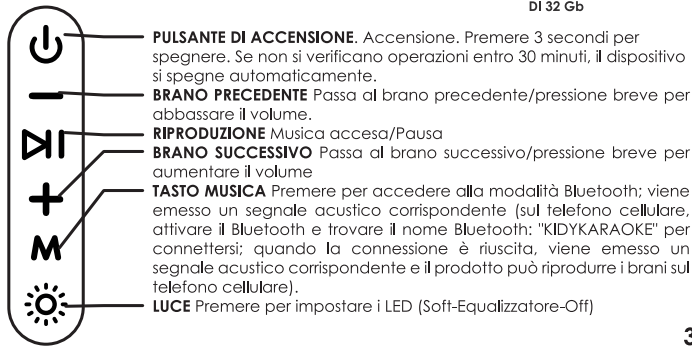 DI 32 Gb
PULSANTE DI ACCENSIONE. Accensione. Premere 3 secondi per
spegnere. Se non si verificano operazioni entro 30 minuti, il dispositivo
si spegne automaticamente.
BRANO PRECEDENTE Passa al brano precedente/pressione breve per
abbassare il volume.
RIPRODUZIONE Musica accesa/Pausa
BRANO SUCCESSIVO Passa al brano successivo/pressione breve per
aumentare il volume
TASTO MUSICA Premere per accedere alla modalità Bluetooth; viene
emesso un segnale acustico corrispondente (sul telefono cellulare,
attivare il Bluetooth e trovare il nome Bluetooth: "KIDYKARAOKE" per
connettersi; quando la connessione è riuscita, viene emesso un
segnale acustico corrispondente e il prodotto può riprodurre i brani sul
telefono cellulare).
M
LUCE Premere per impostare i LED (Soft-Equalizzatore-Off)
3